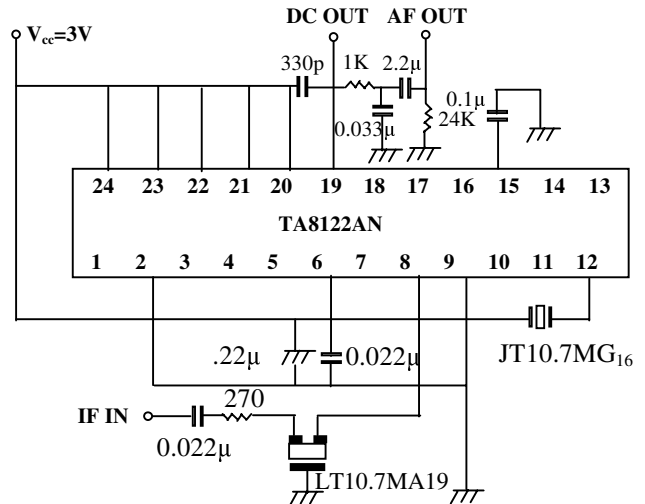 DC OUT AF OUT
Vcc=3V
330p 1K 2.2µ
0.1µ
0.033µ 24K
24 23 22 21 20 19 18 17 16 15 14 13
TA8122AN
1 2 3 4 5 6 7 8 9 10 11 12
.22µ 0.022µ JT10.7MG16
270
IF IN
0.022µ
LT10.7MA19